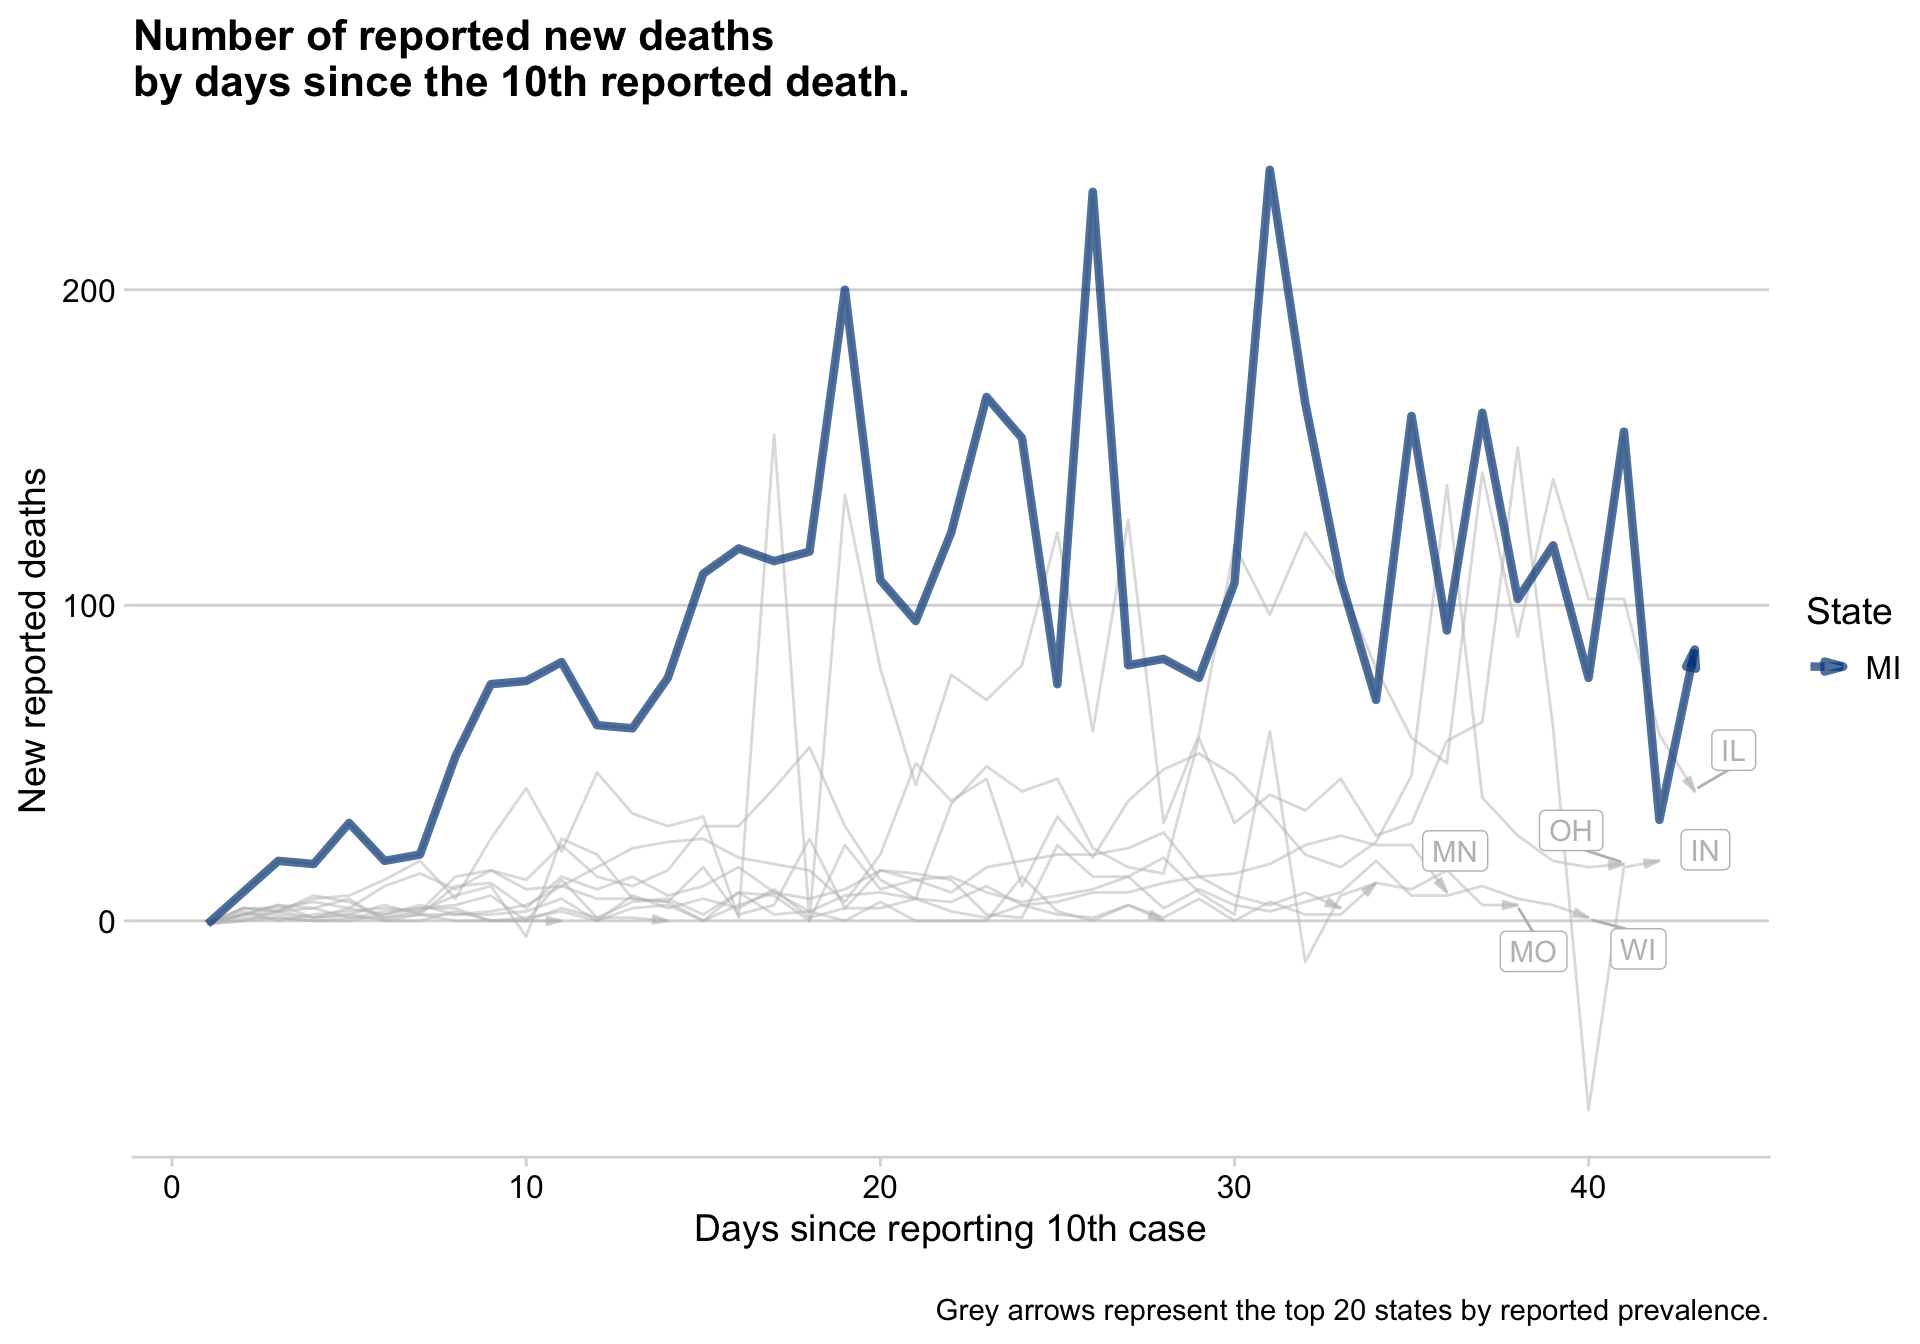 Number of reported new deaths
by days since the 10th reported death.
New reported deaths
200
100
0
IL
OH
IN
MN
MO
WI
State
MI
0
10
20
30
40
Days since reporting 10th case
Grey arrows represent the top 20 states by reported prevalence.